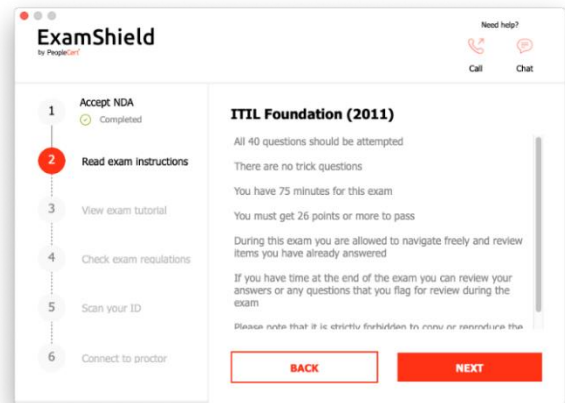 ExamShield
by PeopleCert
Need help?
Call
Chat
1
Accept NDA
Completed
2
Read exam instructions
3
View exam tutorial
4
Check exam regulations
5
Scan your ID
6
Connect to proctor
ITIL Foundation (2011)
All 40 questions should be attempted
There are no trick questions
You have 75 minutes for this exam
You must get 26 points or more to pass
During this exam you are allowed to navigate freely and review
items you have already answered
If you have time at the end of the exam you can review your
answers or any questions that you flag for review during the
exam
Please note that it is strictly forbidden to copy or reproduce the
BACK
NEXT